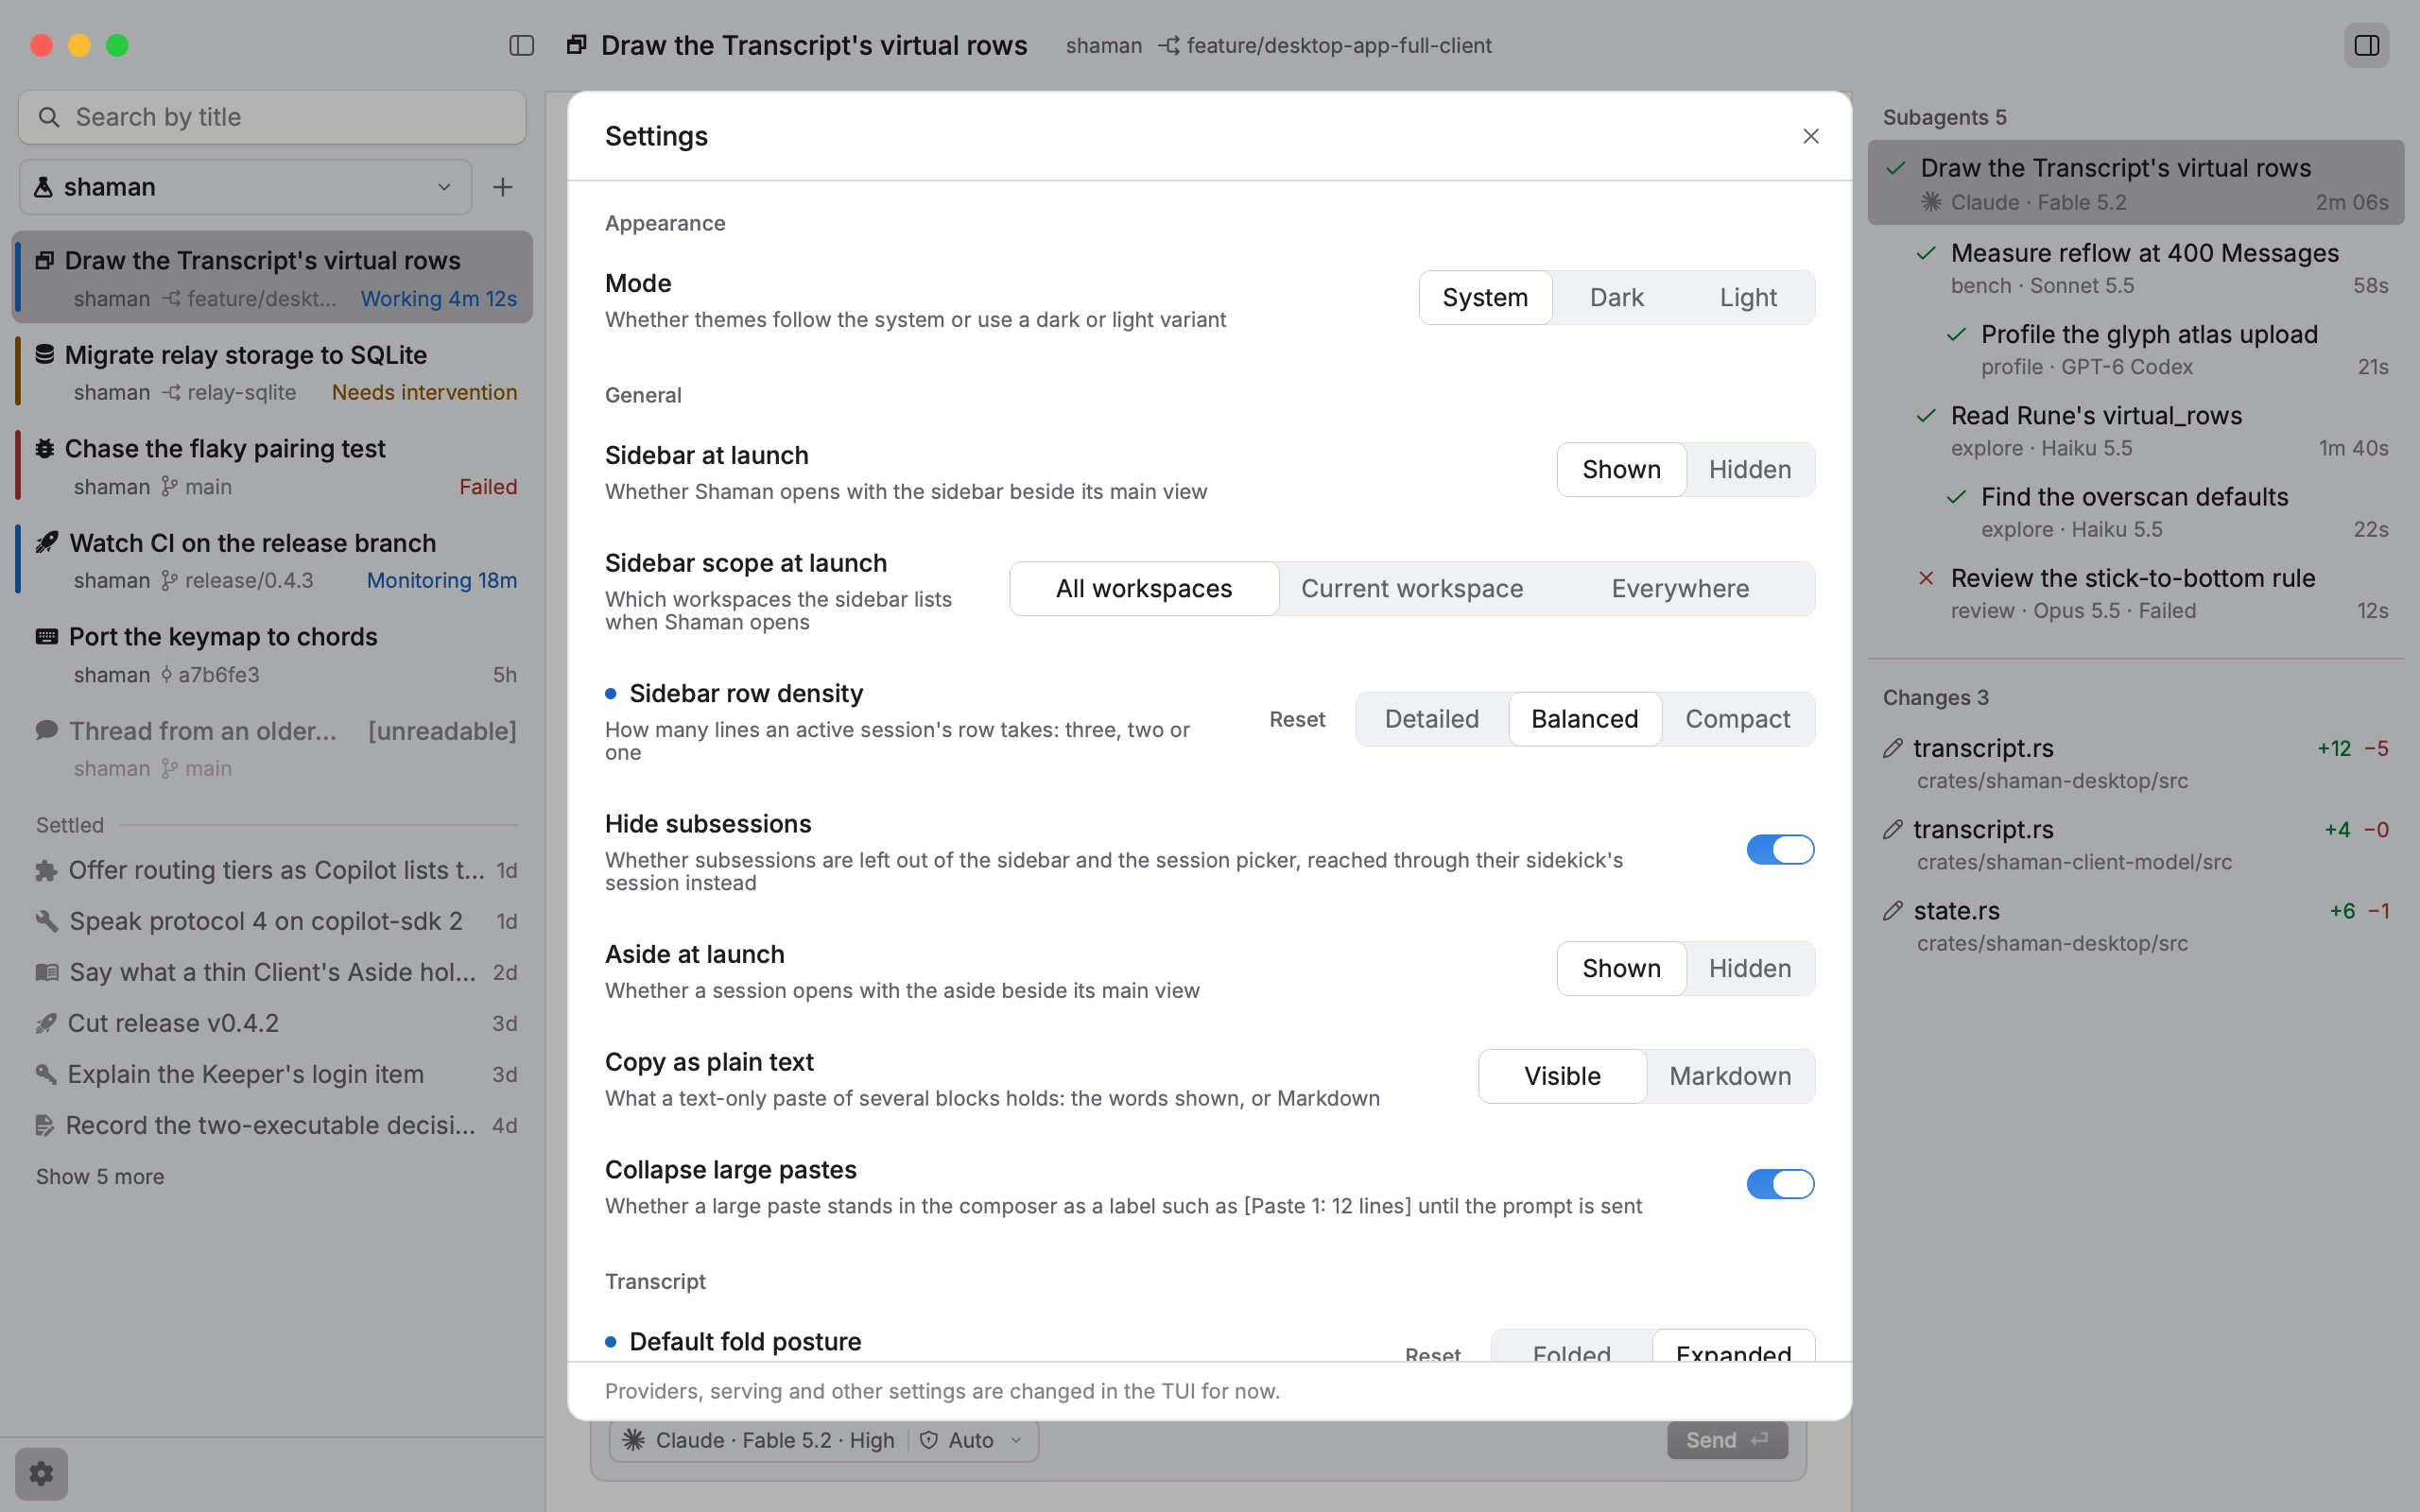 Draw the Transcript's virtual rows
shaman feature/desktop-app-full-client
Search by title
shaman
Draw the Transcript's virtual rows
shaman feature/deskt... Working 4m 12s
Migrate relay storage to SQLite
shaman relay-sqlite Needs intervention
Chase the flaky pairing test
shaman main Failed
Watch CI on the release branch
shaman release/0.4.3 Monitoring 18m
Port the keymap to chords
shaman a7b6fe3 5h
Thread from an older... [unreadable]
shaman main
Settled
Offer routing tiers as Copilot lists t... 1d
Speak protocol 4 on copilot-sdk 2 1d
Say what a thin Client's Aside hol... 2d
Cut release v0.4.2 3d
Explain the Keeper's login item 3d
Record the two-executable decisi... 4d
Show 5 more
Settings
Appearance
Mode
Whether themes follow the system or use a dark or light variant
System Dark Light
General
Sidebar at launch
Whether Shaman opens with the sidebar beside its main view
Shown Hidden
Sidebar scope at launch
Which workspaces the sidebar lists
when Shaman opens
All workspaces Current workspace Everywhere
Sidebar row density
How many lines an active session's row takes: three, two or
one
Reset Detailed Balanced Compact
Hide subsessions
Whether subsessions are left out of the sidebar and the session picker, reached through their sidekick's
session instead
Aside at launch
Whether a session opens with the aside beside its main view
Shown Hidden
Copy as plain text
What a text-only paste of several blocks holds: the words shown, or Markdown
Visible Markdown
Collapse large pastes
Whether a large paste stands in the composer as a label such as [Paste 1: 12 lines] until the prompt is sent
Transcript
Default fold posture
Reset Folded Expanded
Providers, serving and other settings are changed in the TUI for now.
Claude · Fable 5.2 · High Auto
Send
Subagents 5
Draw the Transcript's virtual rows
Claude · Fable 5.2 2m 06s
Measure reflow at 400 Messages
bench · Sonnet 5.5 58s
Profile the glyph atlas upload
profile · GPT-6 Codex 21s
Read Rune's virtual_rows
explore · Haiku 5.5 1m 40s
Find the overscan defaults
explore · Haiku 5.5 22s
Review the stick-to-bottom rule
review · Opus 5.5 · Failed 12s
Changes 3
transcript.rs +12 −5
crates/shaman-desktop/src
transcript.rs +4 −0
crates/shaman-client-model/src
state.rs +6 −1
crates/shaman-desktop/src